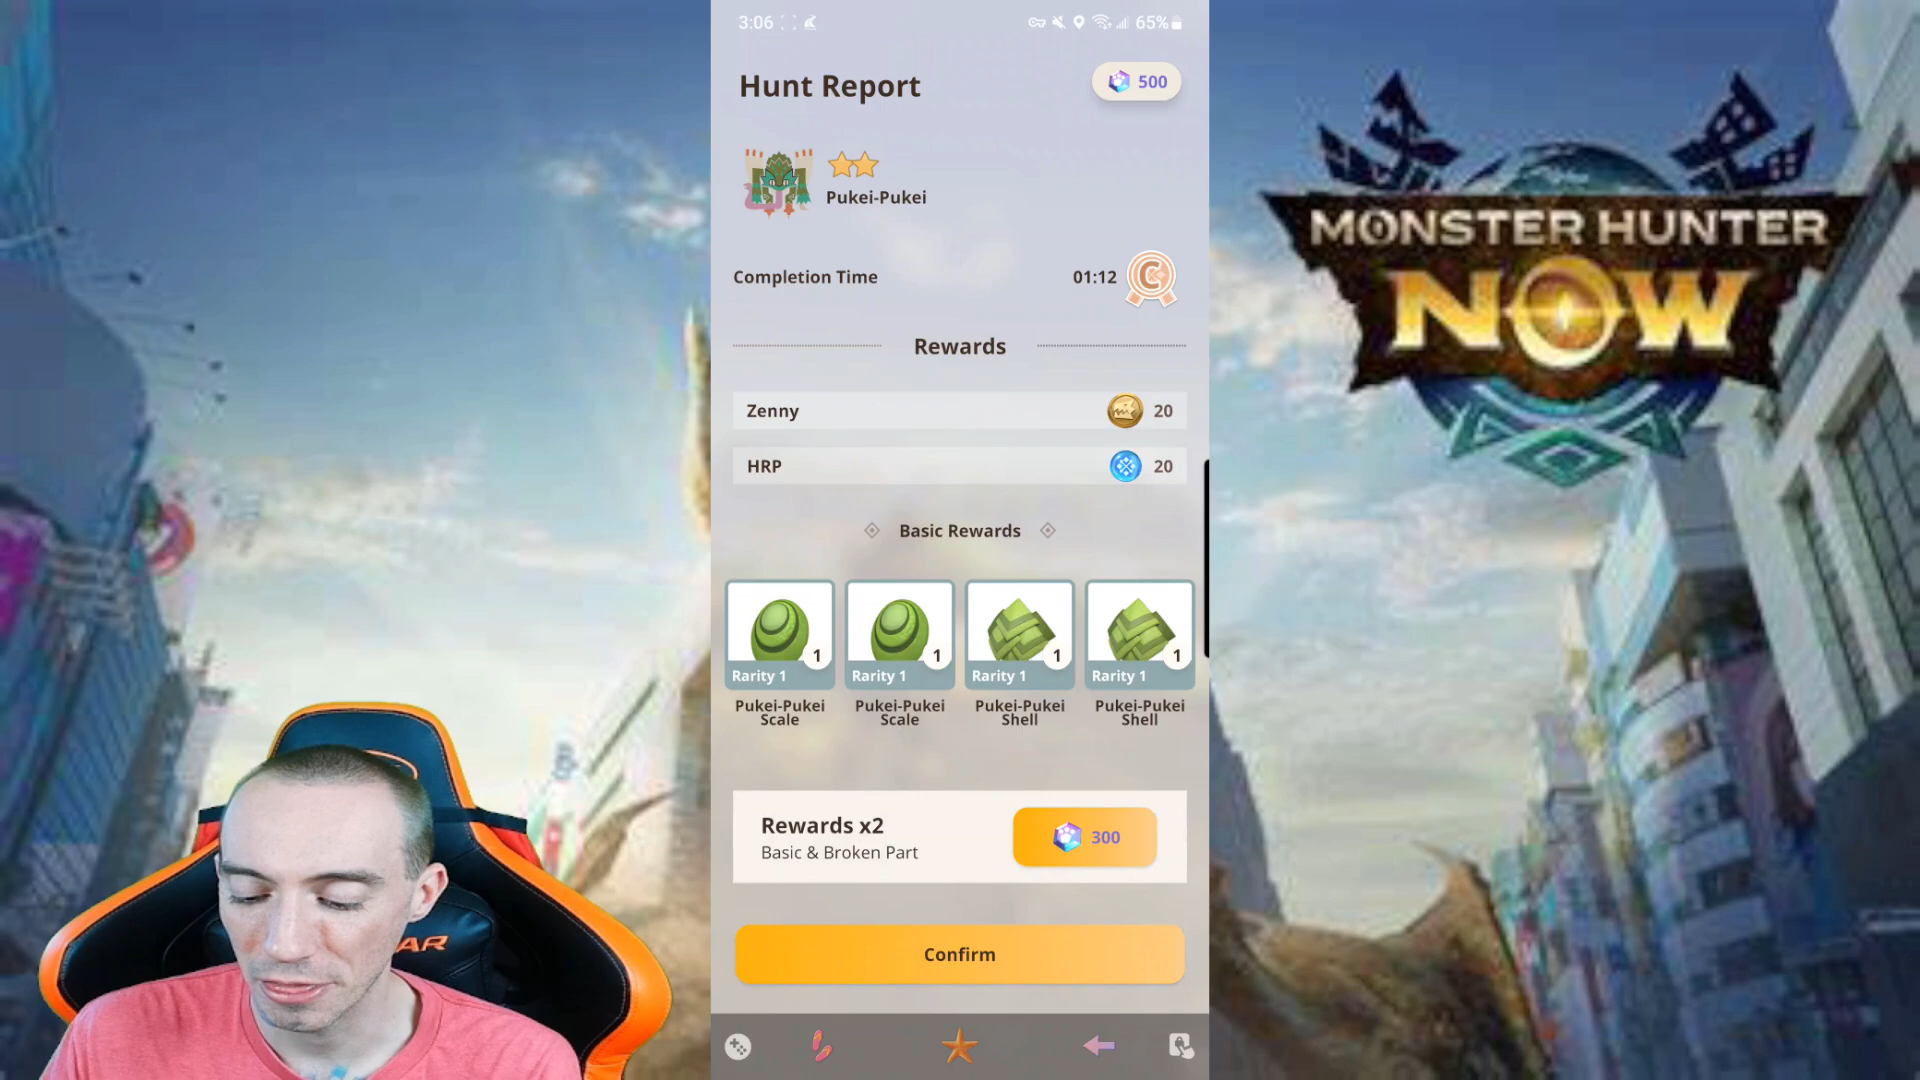 3:06
65%
Hunt Report
500
Pukei-Pukei
Completion Time
01:12
C
Rewards
Zenny
20
HRP
20
Basic Rewards
1
Rarity 1
Pukei-Pukei
Scale
1
Rarity 1
Pukei-Pukei
Scale
1
Rarity 1
Pukei-Pukei
Shell
1
Rarity 1
Pukei-Pukei
Shell
Rewards x2
Basic & Broken Part
300
Confirm
MONSTER HUNTER
NOW
AR